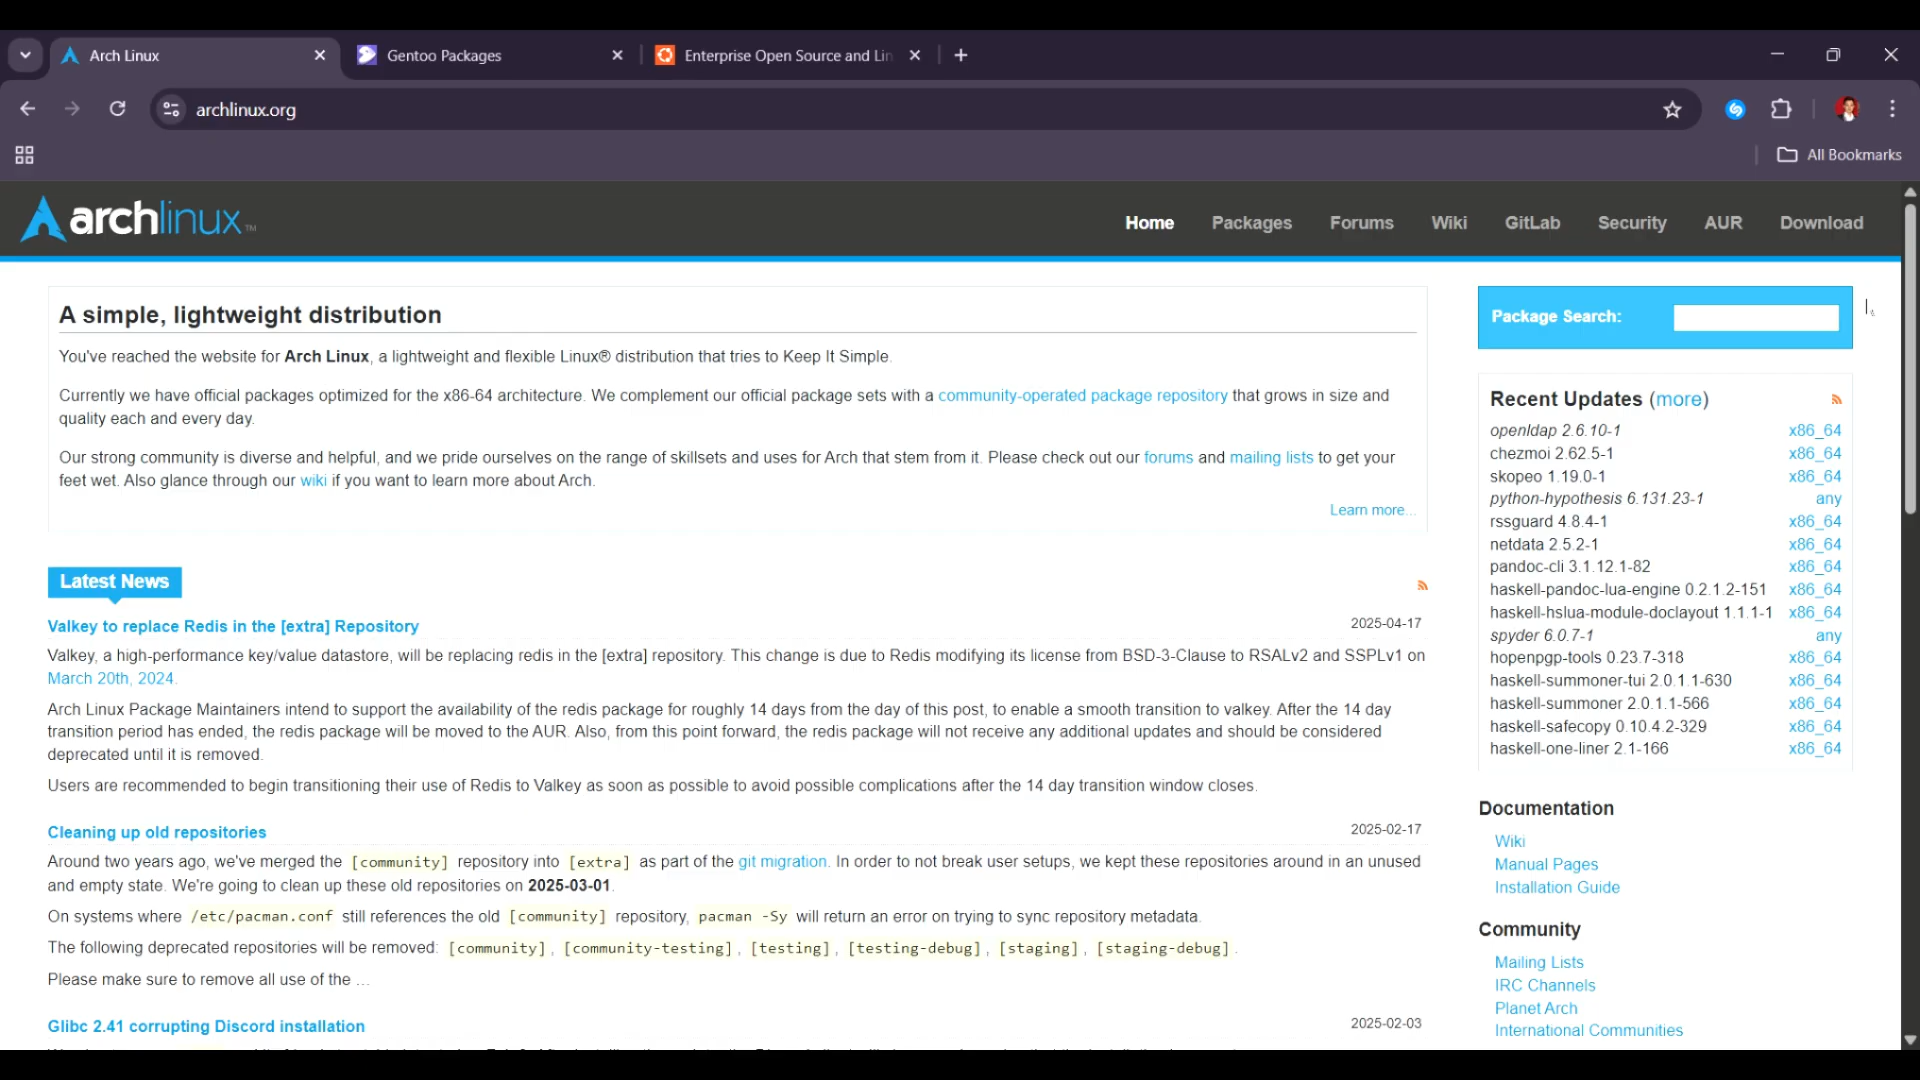 Arch Linux
Gentoo Packages
Enterprise Open Source and Lin
archlinux.org
All Bookmarks
archlinux™
Home Packages Forums Wiki GitLab Security AUR Download
A simple, lightweight distribution
You've reached the website for Arch Linux, a lightweight and flexible Linux® distribution that tries to Keep It Simple.
Currently we have official packages optimized for the x86-64 architecture. We complement our official package sets with a community-operated package repository that grows in size and
quality each and every day.
Our strong community is diverse and helpful, and we pride ourselves on the range of skillsets and uses for Arch that stem from it. Please check out our forums and mailing lists to get your
feet wet. Also glance through our wiki if you want to learn more about Arch.
Learn more...
Latest News
Valkey to replace Redis in the [extra] Repository 2025-04-17
Valkey, a high-performance key/value datastore, will be replacing redis in the [extra] repository. This change is due to Redis modifying its license from BSD-3-Clause to RSALv2 and SSPLv1 on
March 20th, 2024.
Arch Linux Package Maintainers intend to support the availability of the redis package for roughly 14 days from the day of this post, to enable a smooth transition to valkey. After the 14 day
transition period has ended, the redis package will be moved to the AUR. Also, from this point forward, the redis package will not receive any additional updates and should be considered
deprecated until it is removed.
Users are recommended to begin transitioning their use of Redis to Valkey as soon as possible to avoid possible complications after the 14 day transition window closes.
Cleaning up old repositories 2025-02-17
Around two years ago, we've merged the [community] repository into [extra] as part of the git migration. In order to not break user setups, we kept these repositories around in an unused
and empty state. We're going to clean up these old repositories on 2025-03-01.
On systems where /etc/pacman.conf still references the old [community] repository, pacman -Sy will return an error on trying to sync repository metadata.
The following deprecated repositories will be removed: [community], [community-testing], [testing], [testing-debug], [staging], [staging-debug].
Please make sure to remove all use of the ...
Glibc 2.41 corrupting Discord installation 2025-02-03
Package Search:
Recent Updates (more)
openldap 2.6.10-1 x86_64
chezmoi 2.62.5-1 x86_64
skopeo 1.19.0-1 x86_64
python-hypothesis 6.131.23-1 any
rssguard 4.8.4-1 x86_64
netdata 2.5.2-1 x86_64
pandoc-cli 3.1.12.1-82 x86_64
haskell-pandoc-lua-engine 0.2.1.2-151 x86_64
haskell-hslua-module-doclayout 1.1.1-1 x86_64
spyder 6.0.7-1 any
hopenpgp-tools 0.23.7-318 x86_64
haskell-summoner-tui 2.0.1.1-630 x86_64
haskell-summoner 2.0.1.1-566 x86_64
haskell-safecopy 0.10.4.2-329 x86_64
haskell-one-liner 2.1-166 x86_64
Documentation
Wiki
Manual Pages
Installation Guide
Community
Mailing Lists
IRC Channels
Planet Arch
International Communities